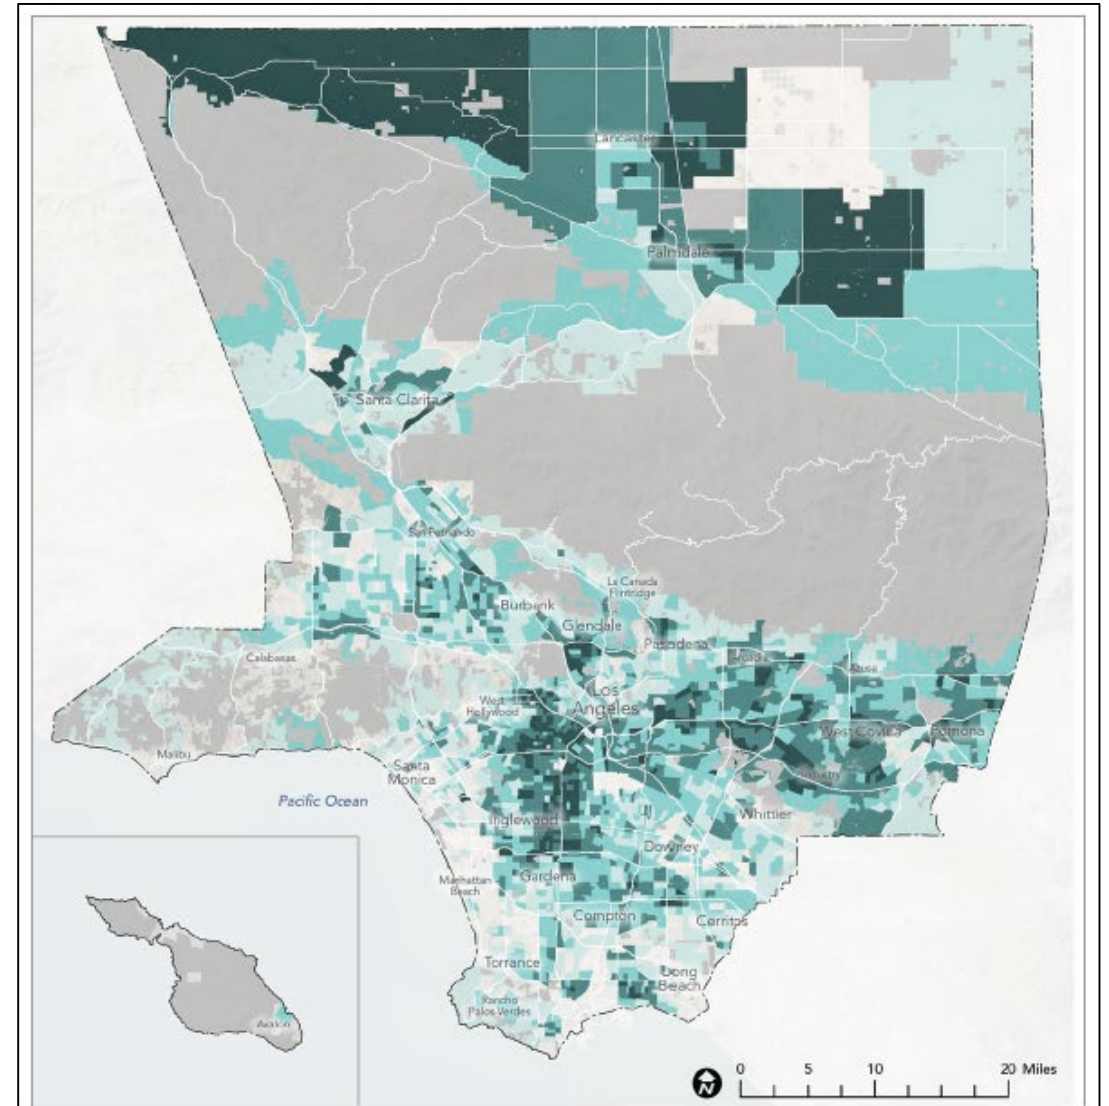 Lancaster
Palmdale
Santa Clarita
San Fernando
La Canada
Flintridge
Burbank
Glendale
Pasadena
Arcadia
Azusa
Calabasas
West
Hollywood
Los
Angeles
West Covina
Pomona
Malibu
Santa
Monica
Industry
Pacific Ocean
Whittier
Inglewood
Downey
Manhattan
Beach
Gardena
Compton
Cerritos
Torrance
Long
Beach
Rancho
Palos Verdes
Avalon
N
0 5 10 20 Miles